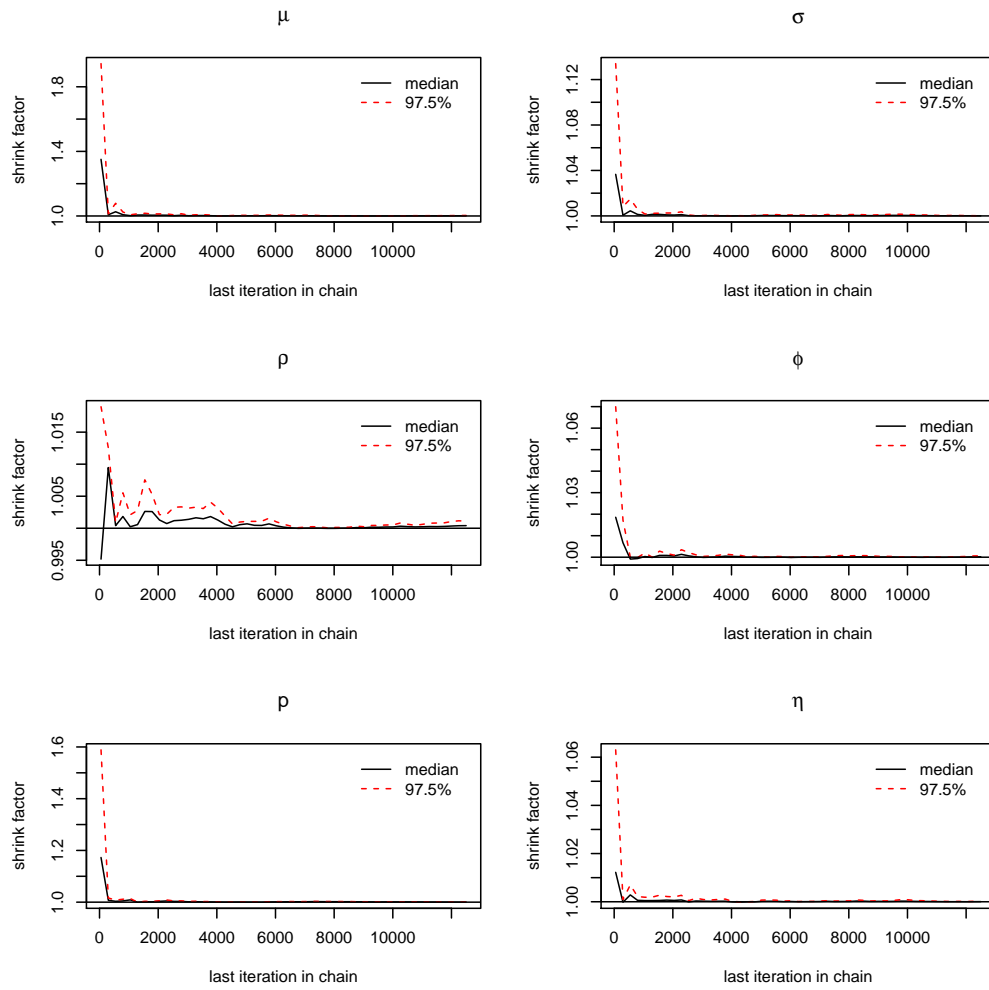 μ
shrink factor
1.0 1.4 1.8
median
97.5%
0 2000 4000 6000 8000 10000
last iteration in chain
σ
shrink factor
1.00 1.04 1.08 1.12
median
97.5%
0 2000 4000 6000 8000 10000
last iteration in chain
ρ
shrink factor
0.995 1.005 1.015
median
97.5%
0 2000 4000 6000 8000 10000
last iteration in chain
ϕ
shrink factor
1.00 1.03 1.06
median
97.5%
0 2000 4000 6000 8000 10000
last iteration in chain
p
shrink factor
1.0 1.2 1.4 1.6
median
97.5%
0 2000 4000 6000 8000 10000
last iteration in chain
η
shrink factor
1.00 1.02 1.04 1.06
median
97.5%
0 2000 4000 6000 8000 10000
last iteration in chain